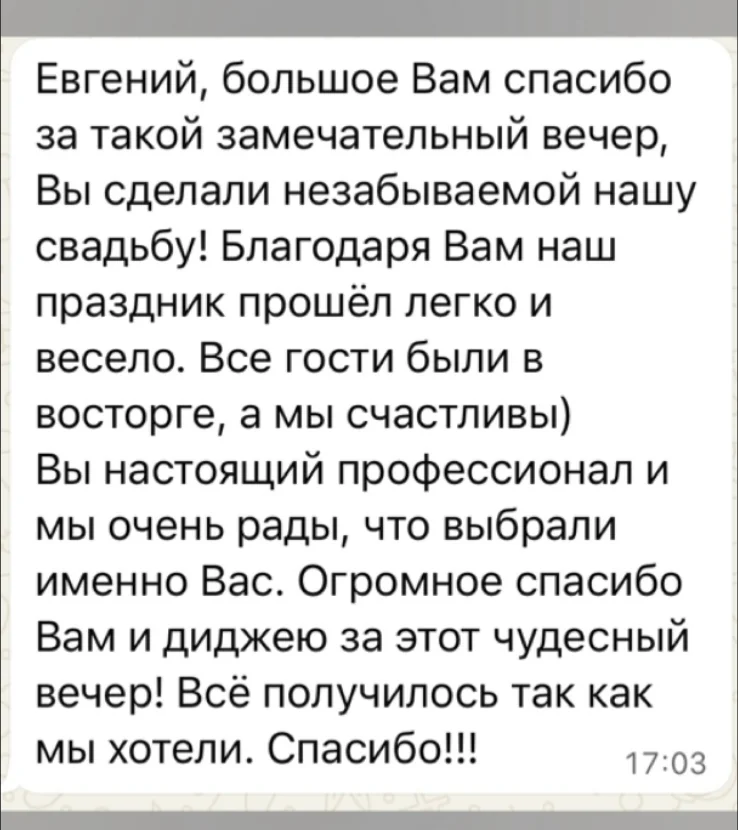 Евгений, большое Вам спасибо
за такой замечательный вечер,
Вы сделали незабываемой нашу
свадьбу! Благодаря Вам наш
праздник прошёл легко и
весело. Все гости были в
восторге, а мы счастливы)
Вы настоящий профессионал и
мы очень рады, что выбрали
именно Вас. Огромное спасибо
Вам и диджею за этот чудесный
вечер! Всё получилось так как
мы хотели. Спасибо!!!
17:03